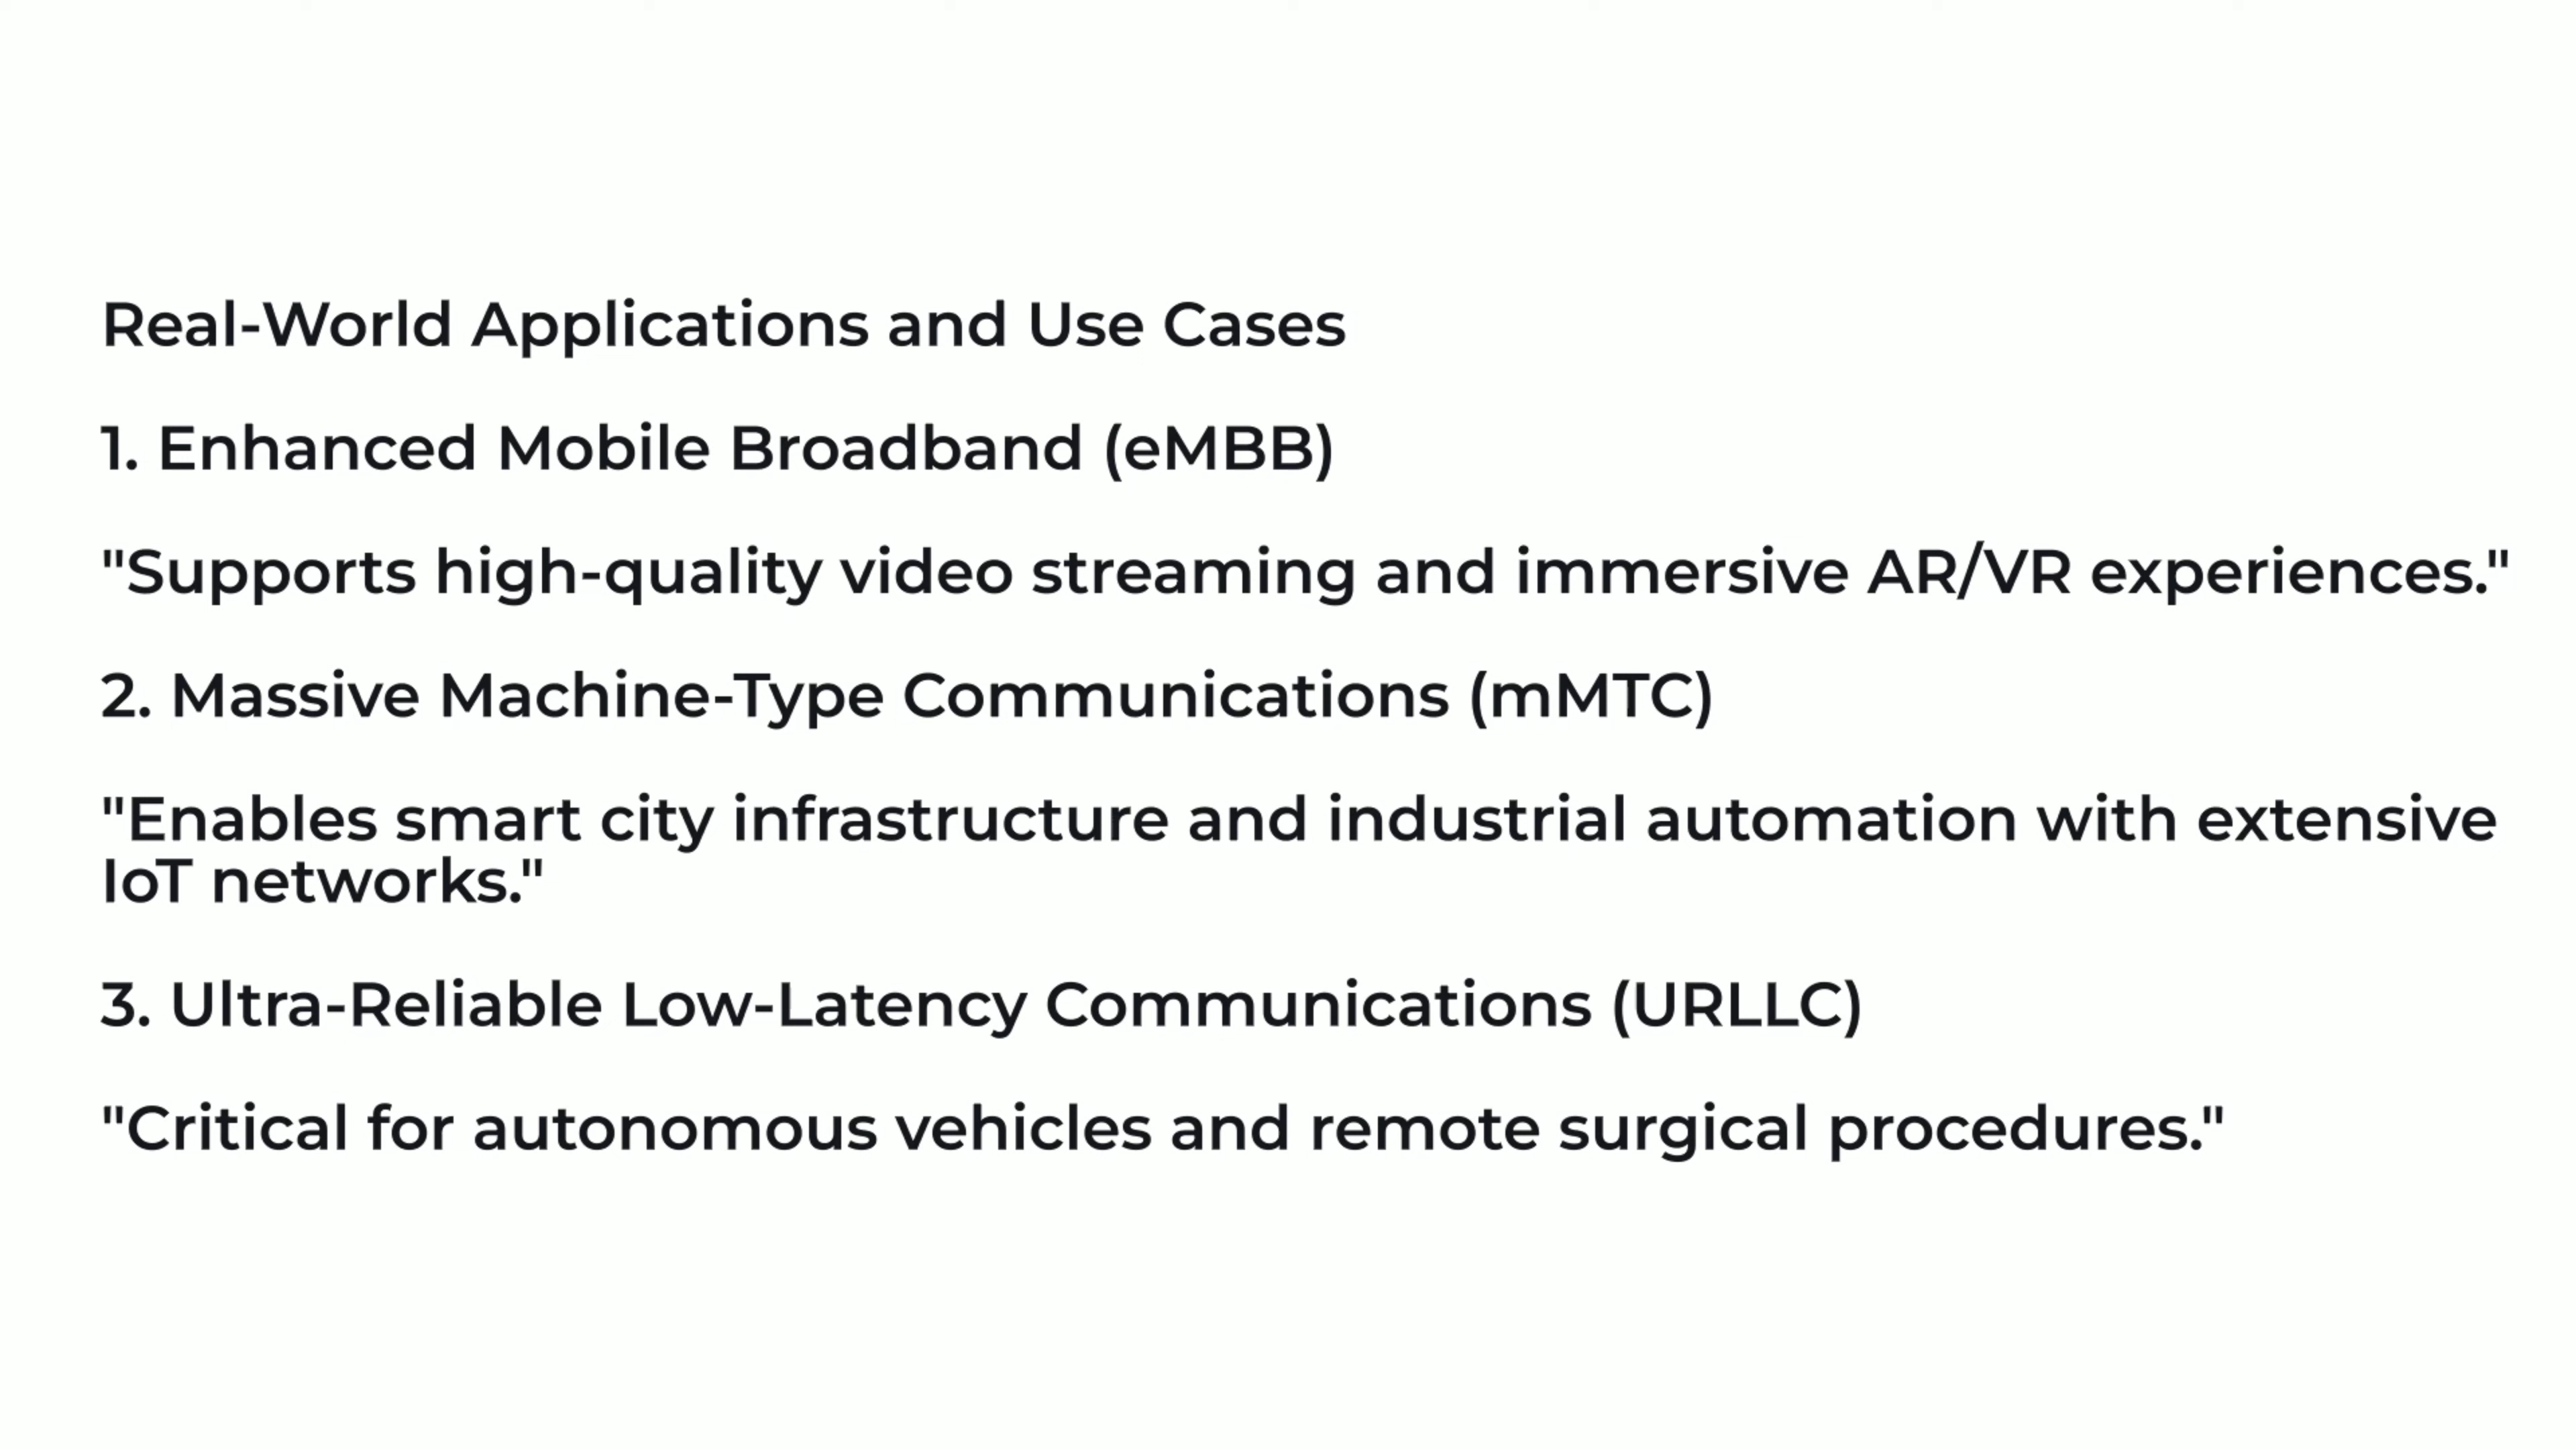 Real-World Applications and Use Cases
1. Enhanced Mobile Broadband (eMBB)
"Supports high-quality video streaming and immersive AR/VR experiences."
2. Massive Machine-Type Communications (mMTC)
"Enables smart city infrastructure and industrial automation with extensive
IoT networks."
3. Ultra-Reliable Low-Latency Communications (URLLC)
"Critical for autonomous vehicles and remote surgical procedures."